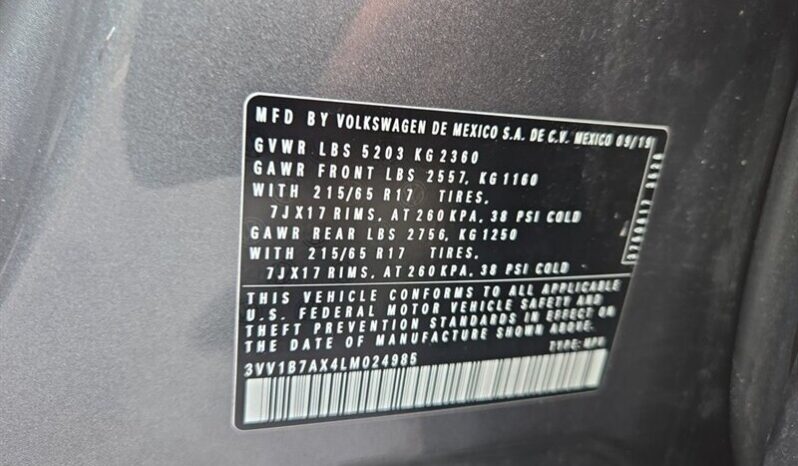 MFD BY VOLKSWAGEN DE MEXICO S.A. DE C.V. MEXICO 09/19
GVWR LBS 5203 KG 2360
GAWR FRONT LBS 2557, KG 1160
WITH 215/65 R17 TIRES,
7JX17 RIMS, AT 260 KPA, 38 PSI COLD
GAWR REAR LBS 2756, KG 1250
WITH 215/65 R17 TIRES,
7JX17 RIMS, AT 260 KPA, 38 PSI COLD
THIS VEHICLE CONFORMS TO ALL APPLICABLE
U.S. FEDERAL MOTOR VEHICLE SAFETY AND
THEFT PREVENTION STANDARDS IN EFFECT ON
THE DATE OF MANUFACTURE SHOWN ABOVE.
3VV1B7AX4LM024985 TYPE: MPV